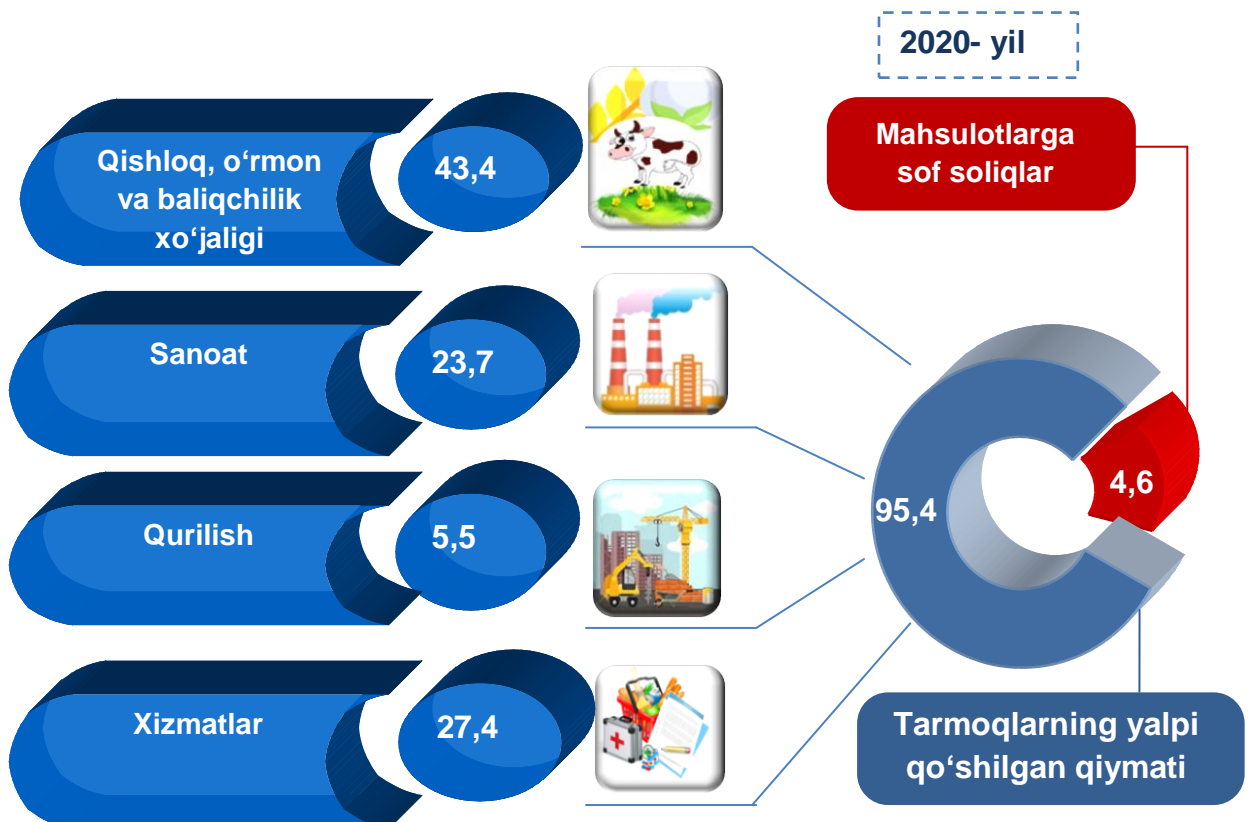 2020- yil
Qishloq, o‘rmon
va baliqchilik
xo‘jaligi
43,4
Mahsulotlarga
sof soliqlar
Sanoat
23,7
95,4
4,6
Qurilish
5,5
Xizmatlar
27,4
Tarmoqlarning yalpi
qo‘shilgan qiymati